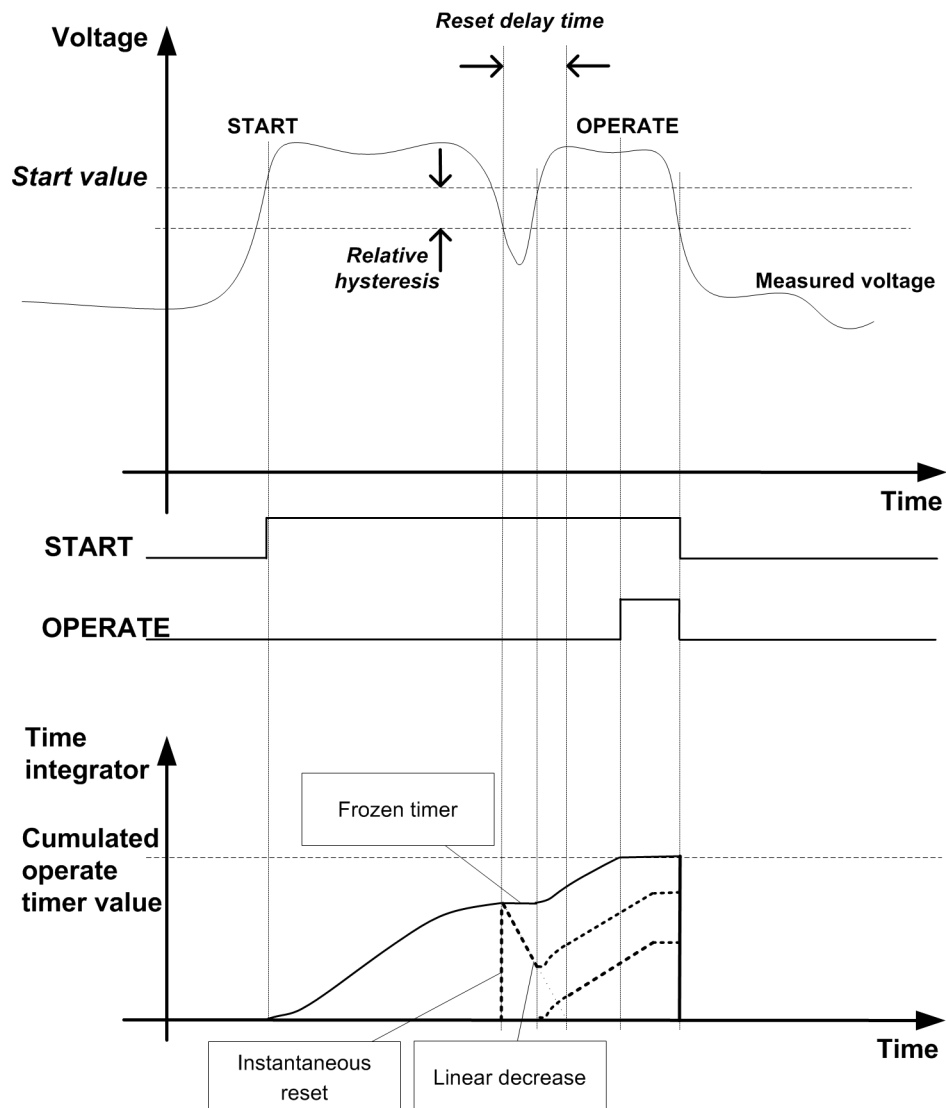 Reset delay time
Voltage
START
OPERATE
Start value
Relative
hysteresis
Measured voltage
Time
START
OPERATE
Time
integrator
Frozen timer
Cumulated
operate
timer value
Time
Instantaneous
reset
Linear decrease